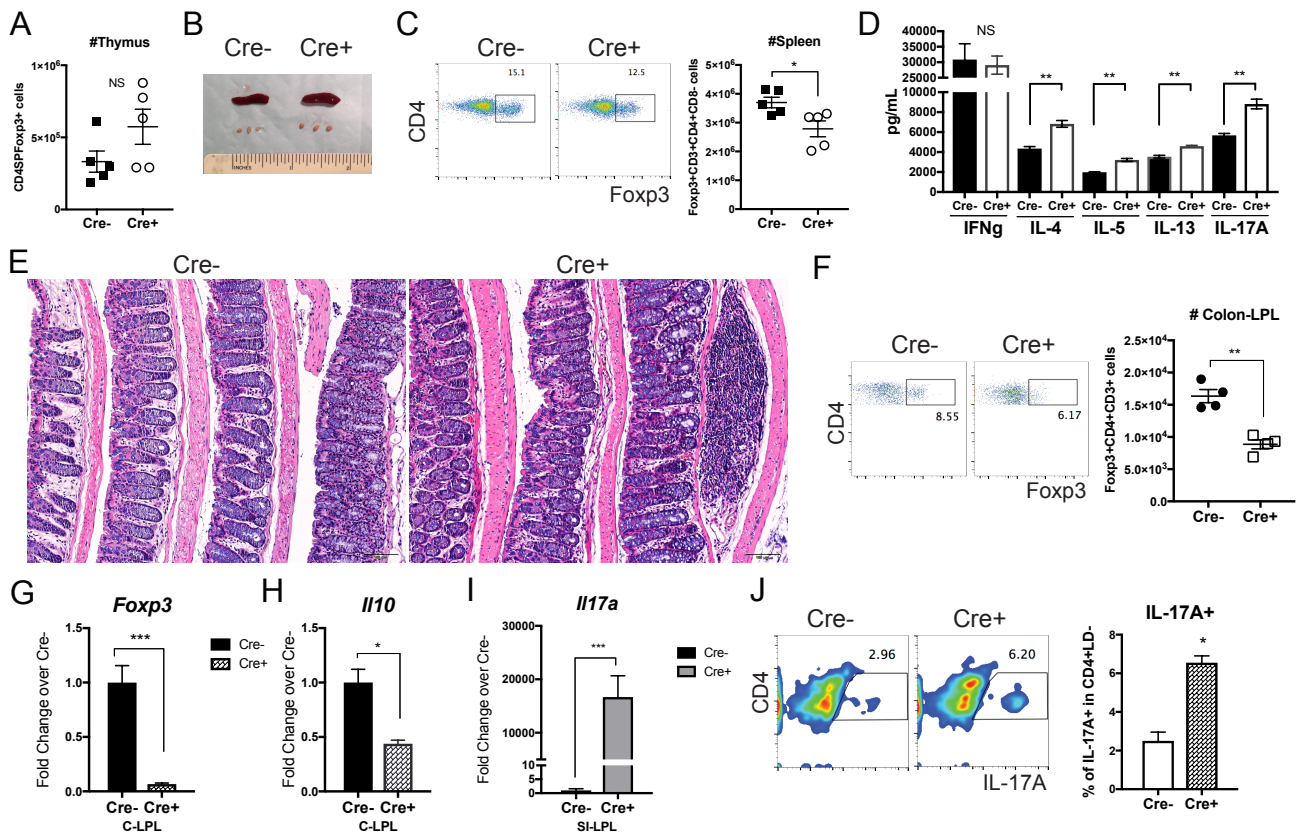 A
#Thymus
1×10⁶
5×10⁵
0
CD4SPFoxp3+ cells
NS
Cre- Cre+
B
Cre- Cre+
INCHES 1 2
C
Cre- Cre+
15.1
12.5
CD4
Foxp3
#Spleen
*
6×10⁶
5×10⁶
4×10⁶
3×10⁶
2×10⁶
1×10⁶
0
Foxp3+CD3+CD4+CD8- cells
Cre- Cre+
D
pg/mL
35000
30000
25000
20000
15000
10000
8000
6000
4000
2000
0
NS
**
**
**
**
Cre- Cre+ Cre- Cre+ Cre- Cre+ Cre- Cre+ Cre- Cre+
IFNg IL-4 IL-5 IL-13 IL-17A
E
Cre- Cre+
F
Cre- Cre+
8.55
6.17
CD4
Foxp3
# Colon-LPL
**
2.5×10⁴
2.0×10⁴
1.5×10⁴
1.0×10⁴
5.0×10³
0.0
Foxp3+CD4+CD3+ cells
Cre- Cre+
G
Foxp3
Fold Change over Cre-
1.5
1.0
0.5
0.0
***
Cre- Cre+
C-LPL
Cre-
Cre+
H
Il10
Fold Change over Cre-
1.5
1.0
0.5
0.0
*
Cre- Cre+
C-LPL
I
Il17a
Fold Change over Cre-
30000
20000
10000
10
5
0
***
Cre- Cre+
SI-LPL
Cre-
Cre+
J
Cre- Cre+
2.96
6.20
CD4
IL-17A
IL-17A+
% of IL-17A+ in CD4+LD-
8
6
4
2
0
*
Cre- Cre+